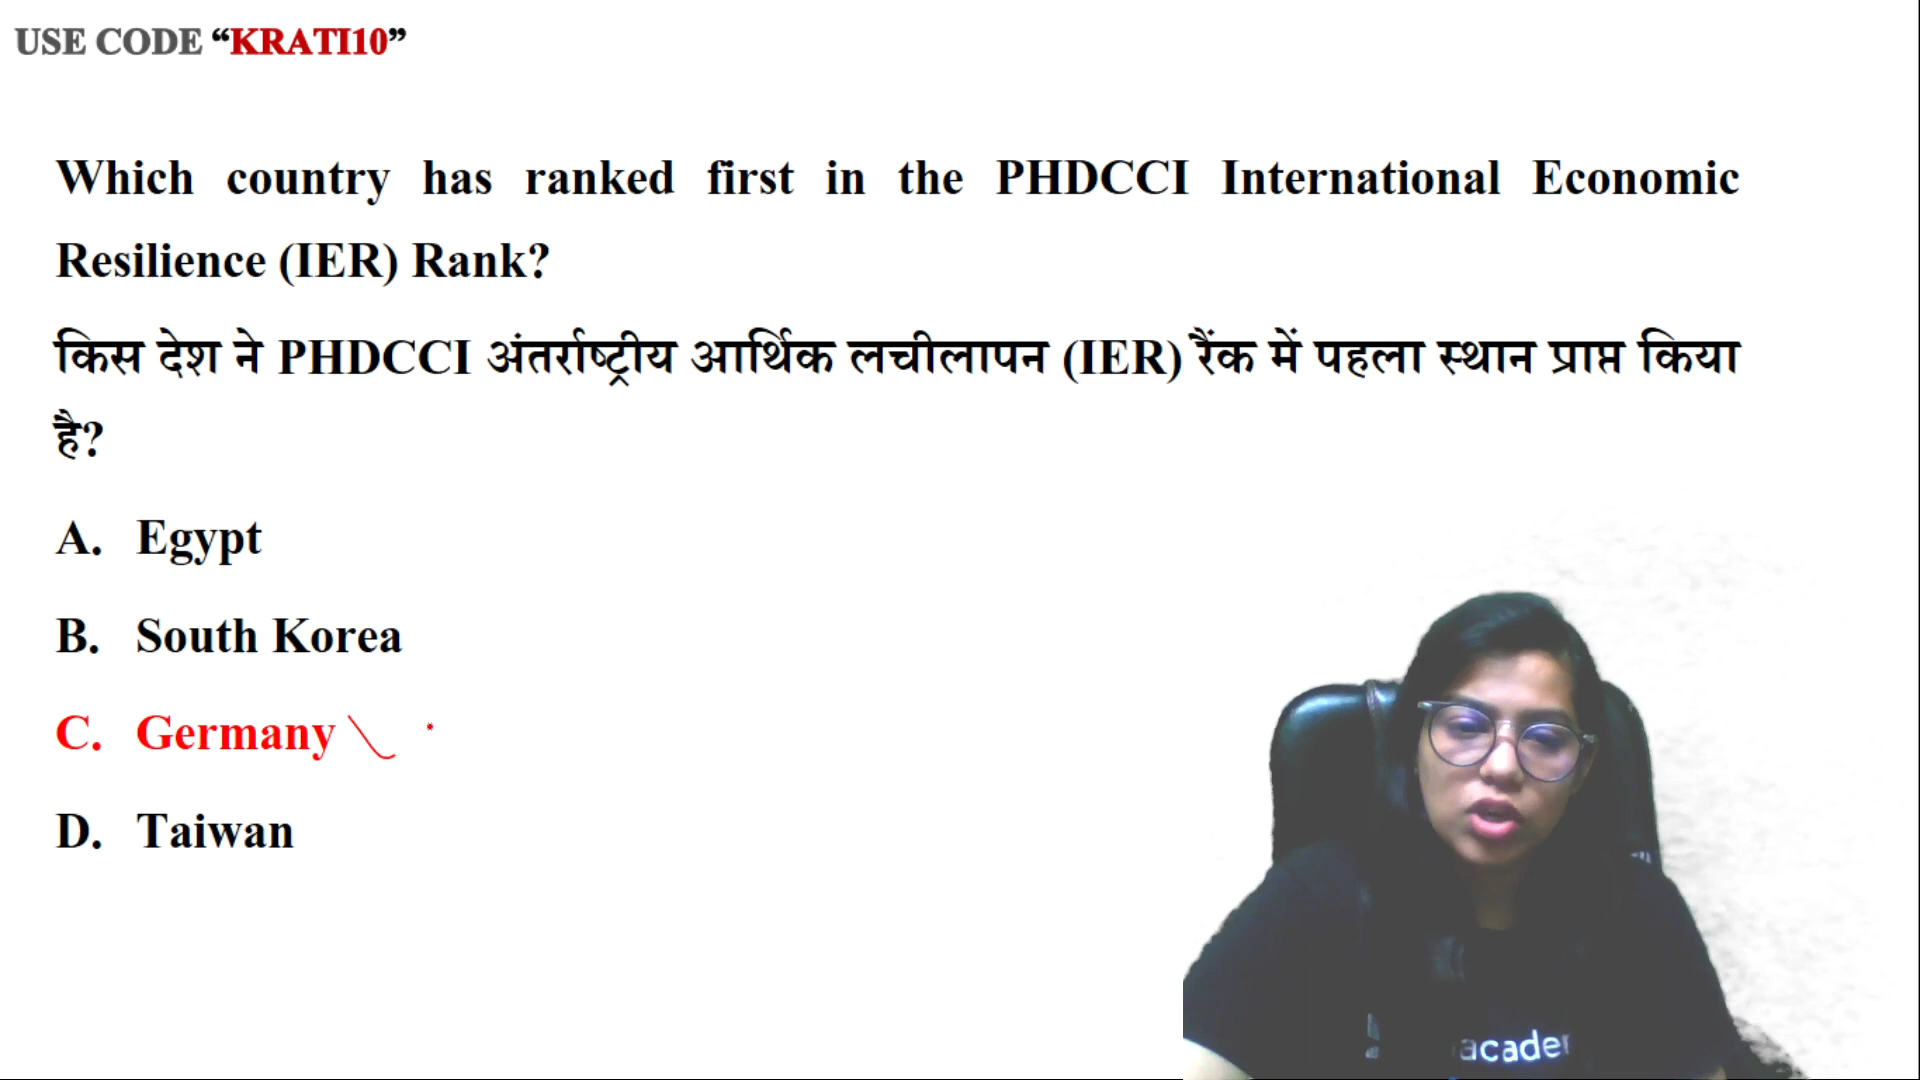 USE CODE “KRATI10”
Which country has ranked first in the PHDCCI International Economic
Resilience (IER) Rank?
किस देश ने PHDCCI अंतर्राष्ट्रीय आर्थिक लचीलापन (IER) रैंक में पहला स्थान प्राप्त किया
है?
A. Egypt
B. South Korea
C. Germany
D. Taiwan